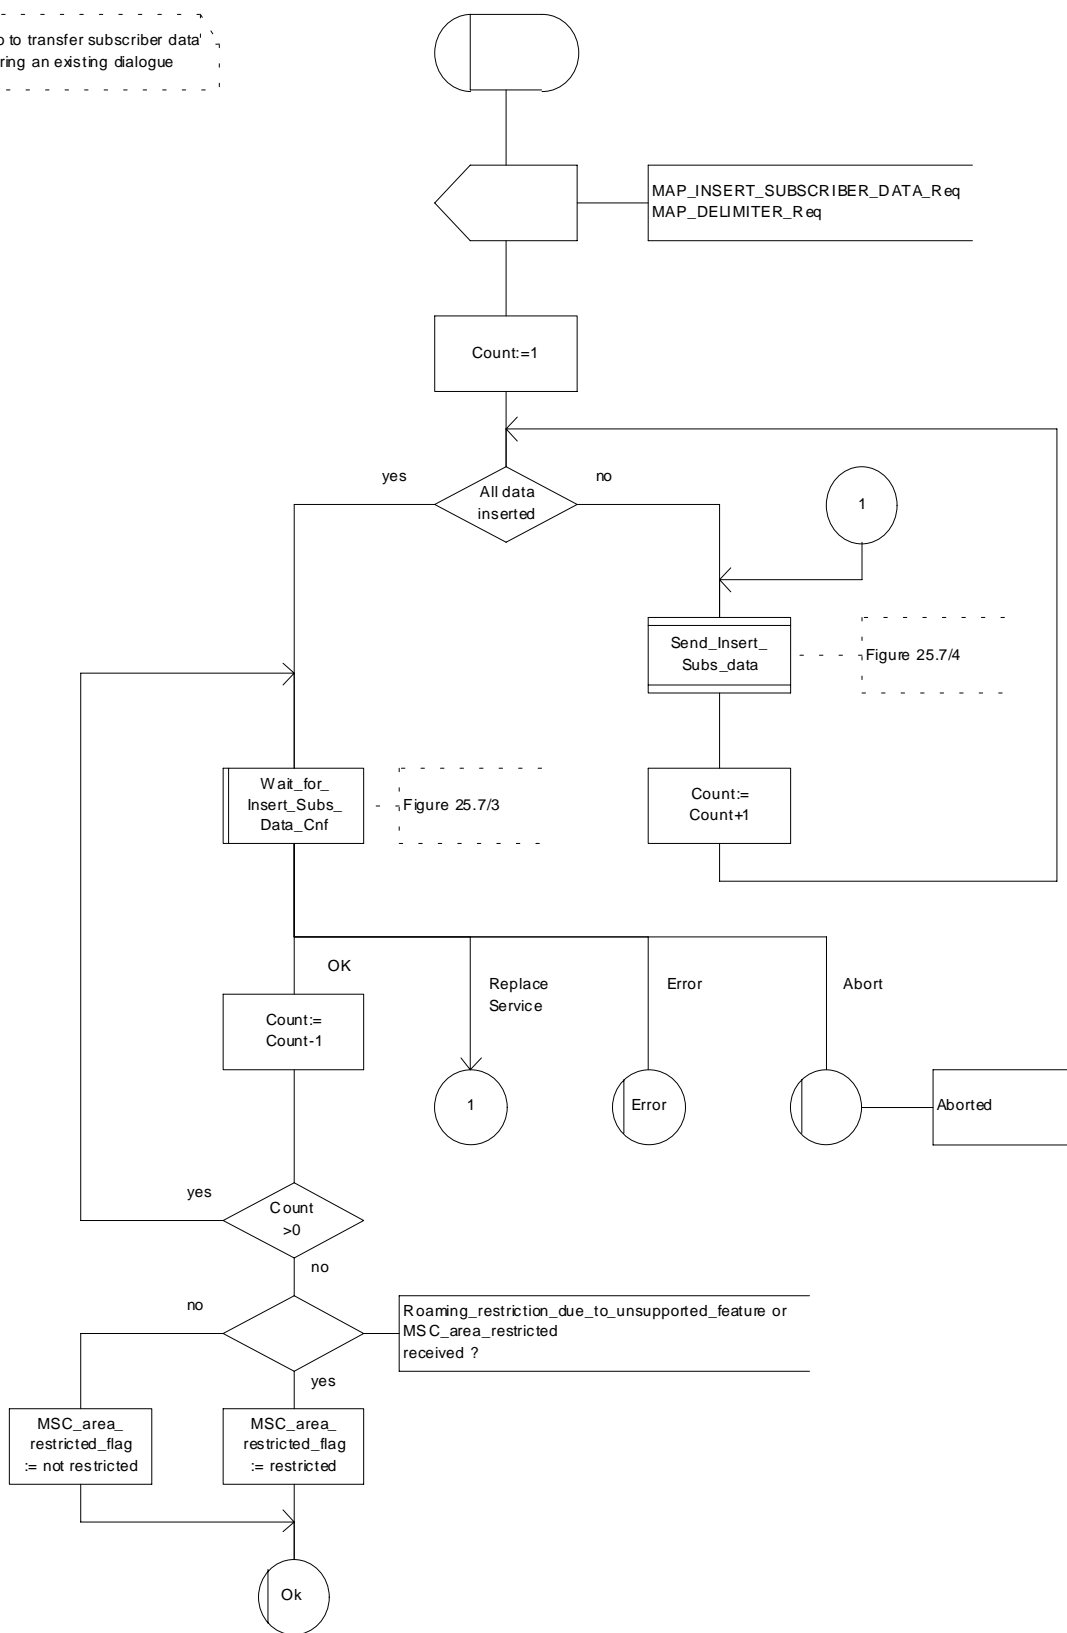 to transfer subscriber data'
ring an existing dialogue
MAP_INSERT_SUBSCRIBER_DATA_Req
MAP_DELIMITER_Req
Count:=1
yes
All data
inserted
no
1
Send_Insert_
Subs_data
Figure 25.7/4
Wait_for_
Insert_Subs_
Data_Cnf
Figure 25.7/3
Count:=
Count+1
OK
Replace
Service
Error
Abort
Count:=
Count-1
1
Error
Aborted
yes
Count
>0
no
no
Roaming_restriction_due_to_unsupported_feature or
MSC_area_restricted
received ?
yes
MSC_area_
restricted_flag
:= not restricted
MSC_area_
restricted_flag
:= restricted
Ok